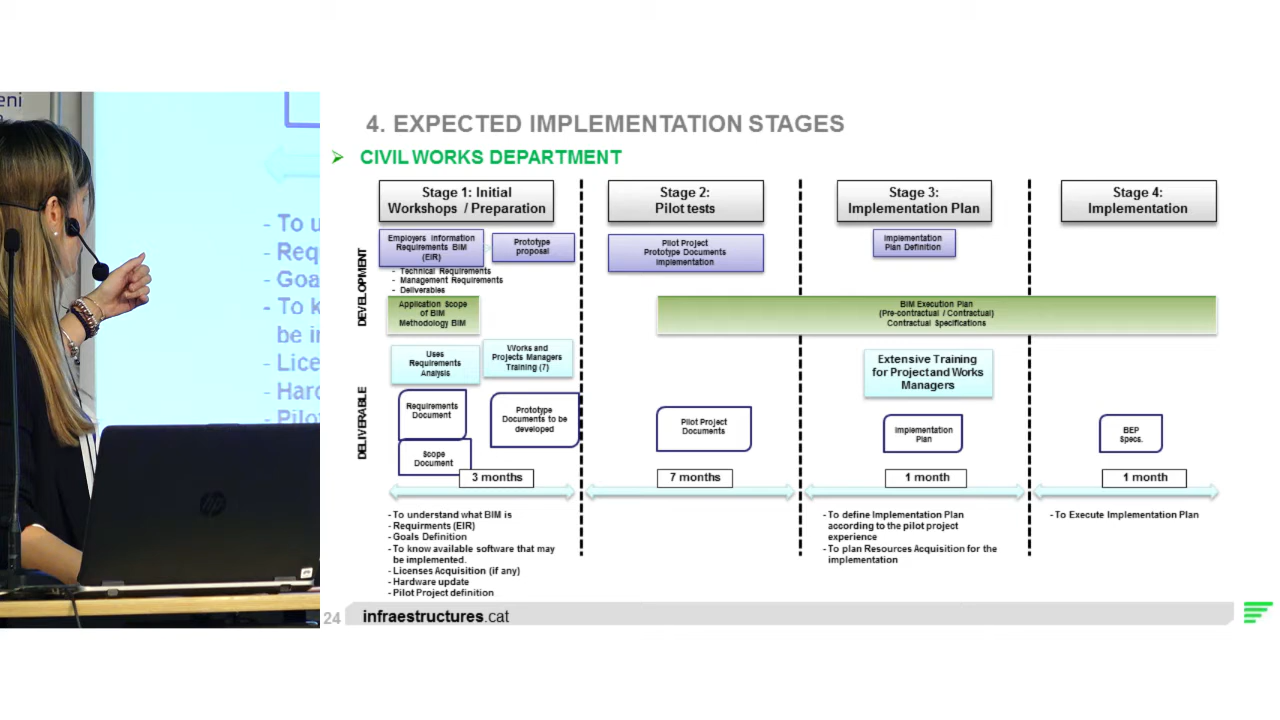 eni
- To u
- Req
- Goa
- To k
be in
- Lice
- Hard
- Pilot
4. EXPECTED IMPLEMENTATION STAGES
CIVIL WORKS DEPARTMENT
Stage 1: Initial
Workshops / Preparation
Stage 2:
Pilot tests
Stage 3:
Implementation Plan
Stage 4:
Implementation
DEVELOPMENT
Employers Information
Requirements BIM
(EIR)
Prototype
proposal
Pilot Project
Prototype Documents
Implementation
Implementation
Plan Definition
- Technical Requirements
- Management Requirements
- Deliverables
Application Scope
of BIM
Methodology BIM
BIM Execution Plan
(Pre-contractual / Contractual)
Contractual Specifications
Uses
Requirements
Analysis
Works and
Projects Managers
Training (7)
Extensive Training
for Project and Works
Managers
DELIVERABLE
Requirements
Document
Scope
Document
Prototype
Documents to be
developed
Pilot Project
Documents
Implementation
Plan
BEP
Specs.
3 months
7 months
1 month
1 month
- To understand what BIM is
- Requirments (EIR)
- Goals Definition
- To know available software that may
be implemented.
- Licenses Acquisition (if any)
- Hardware update
- Pilot Project definition
- To define Implementation Plan
according to the pilot project
experience
- To plan Resources Acquisition for the
implementation
- To Execute Implementation Plan
24
infraestructures.cat
hp